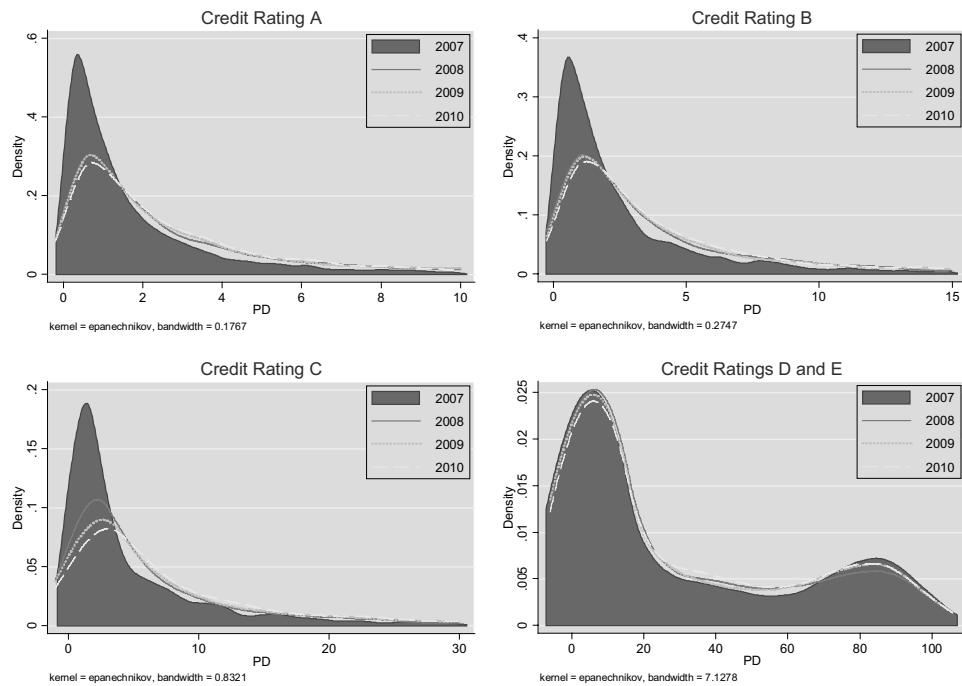 Credit Rating A
.6
.4
.2
0
Density
0 2 4 6 8 10
PD
2007
2008
2009
2010
kernel = epanechnikov, bandwidth = 0.1767
Credit Rating B
.4
.3
.2
.1
0
Density
0 5 10 15
PD
2007
2008
2009
2010
kernel = epanechnikov, bandwidth = 0.2747
Credit Rating C
.2
.15
.1
.05
0
Density
0 10 20 30
PD
2007
2008
2009
2010
kernel = epanechnikov, bandwidth = 0.8321
Credit Ratings D and E
.025
.02
.015
.01
.005
0
Density
0 20 40 60 80 100
PD
2007
2008
2009
2010
kernel = epanechnikov, bandwidth = 7.1278